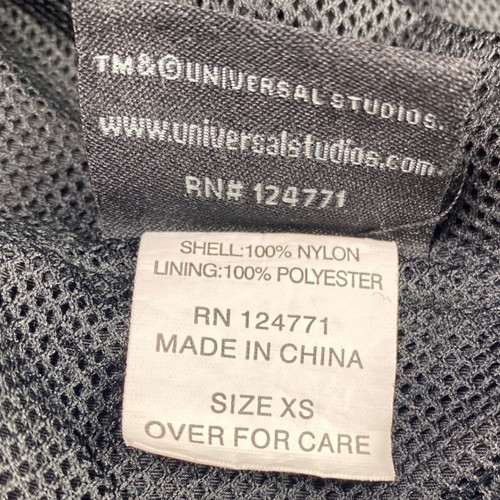 TM&©UNIVERSAL STUDIOS.
www.universalstudios.com.
RN# 124771
SHELL:100% NYLON
LINING:100% POLYESTER
RN 124771
MADE IN CHINA
SIZE XS
OVER FOR CARE